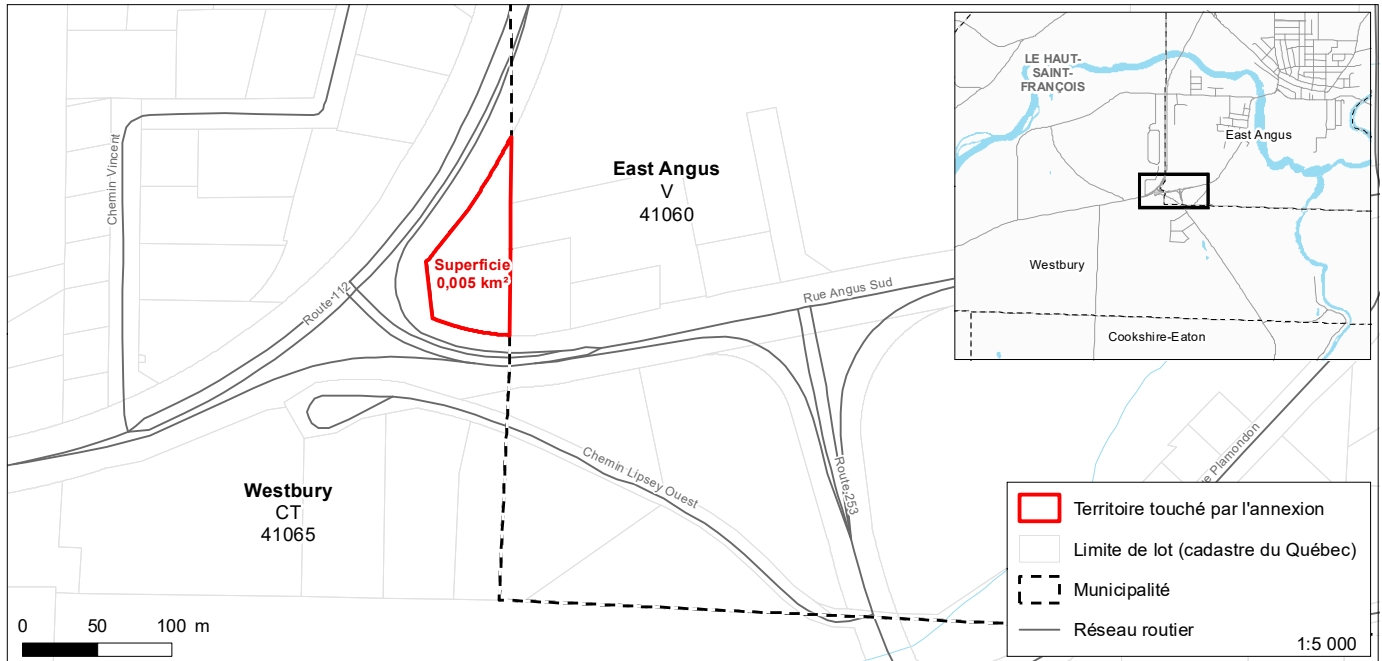 Chemin Vincent
Route 112
Superficie
0,005 km²
East Angus
V
41060
Rue Angus Sud
Chemin Lipsey Ouest
Route 253
Plamondon
Westbury
CT
41065
0 50 100 m
LE HAUT-
SAINT-
FRANÇOIS
East Angus
Westbury
Cookshire-Eaton
Territoire touché par l'annexion
Limite de lot (cadastre du Québec)
Municipalité
Réseau routier
1:5 000